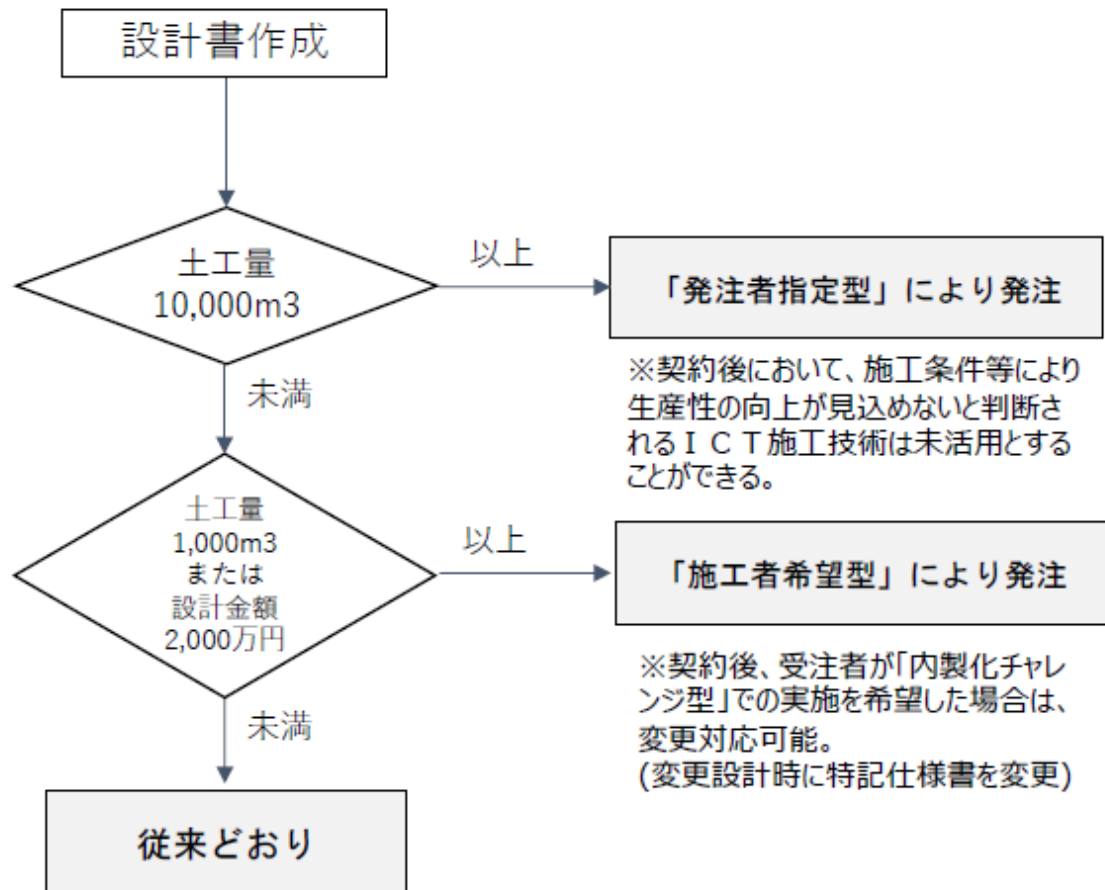 設計書作成
土工量
10,000m3
以上
「発注者指定型」により発注
※契約後において、施工条件等により
生産性の向上が見込めないと判断さ
れるＩＣＴ施工技術は未活用とする
ことができる。
未満
土工量
1,000m3
または
設計金額
2,000万円
以上
「施工者希望型」により発注
※契約後、受注者が「内製化チャレ
ンジ型」での実施を希望した場合は、
変更対応可能。
(変更設計時に特記仕様書を変更)
未満
従来どおり